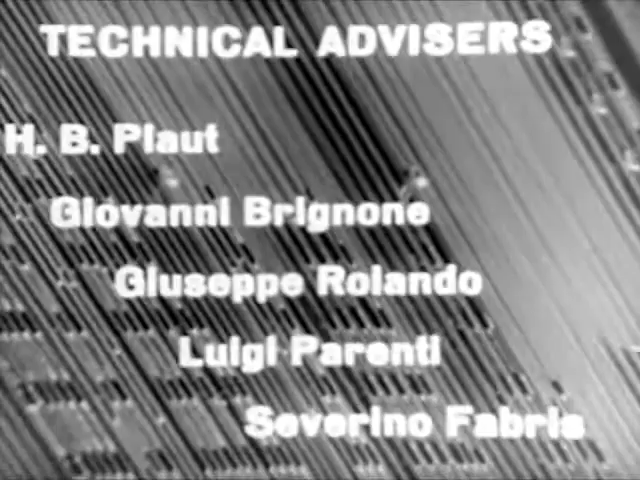 TECHNICAL ADVISERS
H. B. Plaut
Giovanni Brignone
Giuseppe Rolando
Luigi Parenti
Severino Fabris